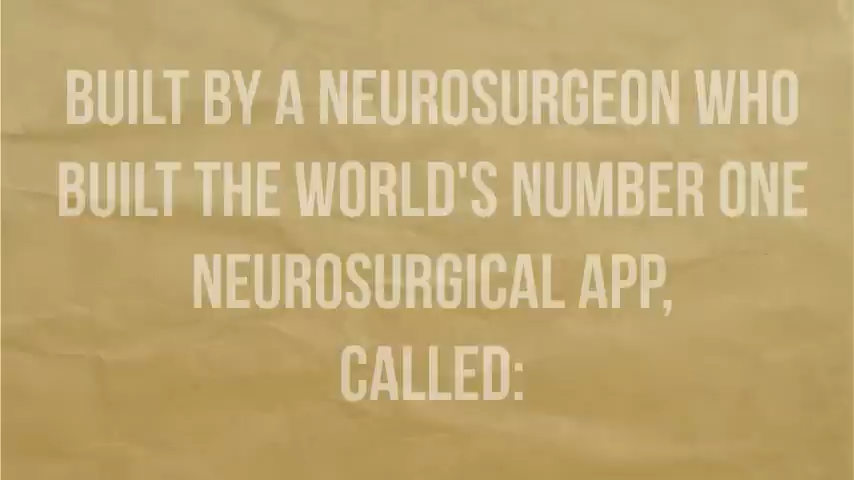 BUILT BY A NEUROSURGEON WHO
BUILT THE WORLD'S NUMBER ONE
NEUROSURGICAL APP,
CALLED: